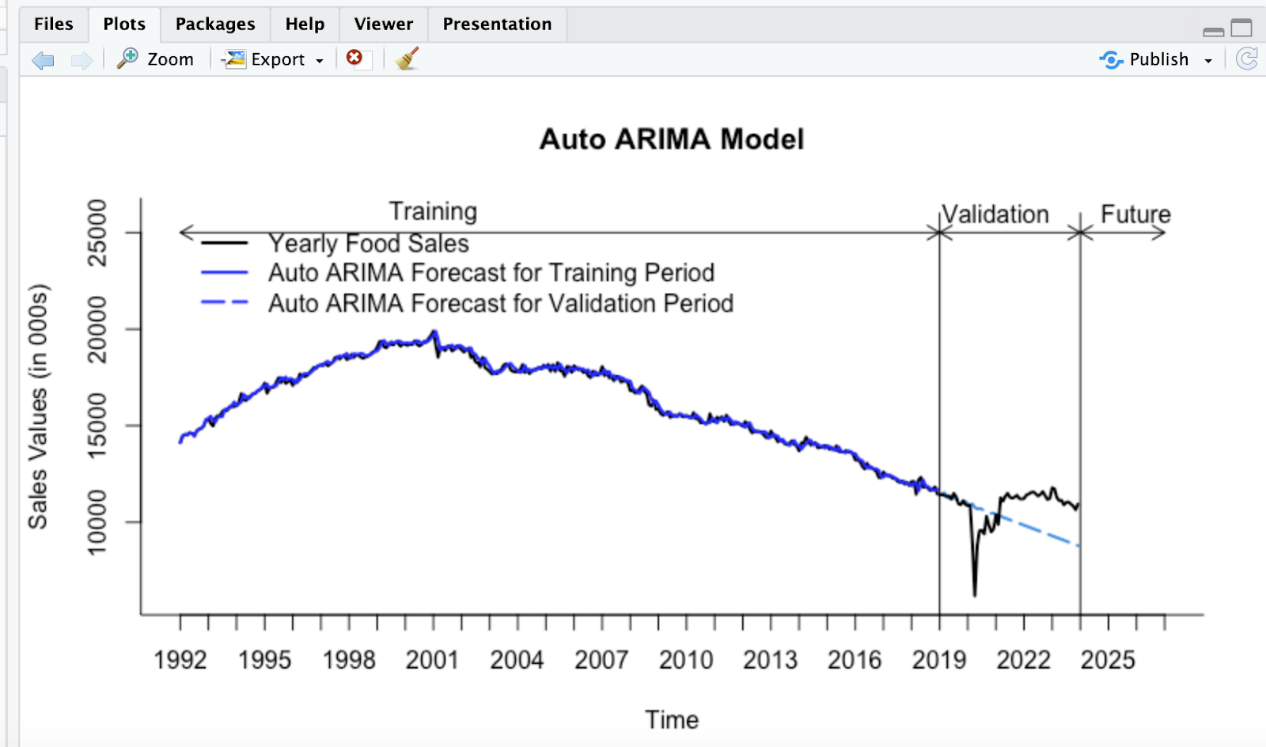 Files Plots Packages Help Viewer Presentation
Zoom Export Publish
Auto ARIMA Model
Training Validation Future
Yearly Food Sales
Auto ARIMA Forecast for Training Period
Auto ARIMA Forecast for Validation Period
Sales Values (in 000s)
25000
20000
15000
10000
1992 1995 1998 2001 2004 2007 2010 2013 2016 2019 2022 2025
Time